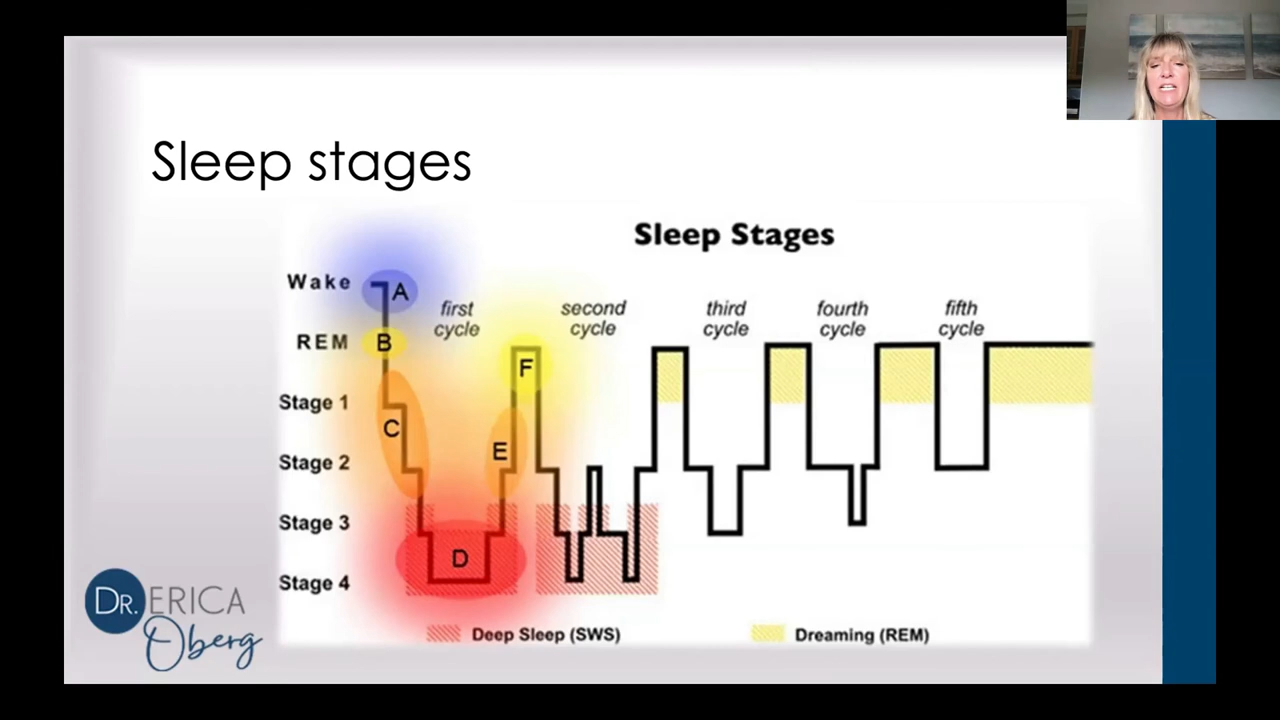 Sleep stages
Sleep Stages
Wake
A
first
cycle
second
cycle
third
cycle
fourth
cycle
fifth
cycle
REM
B
F
Stage 1
C
E
Stage 2
Stage 3
D
Stage 4
Deep Sleep (SWS)
Dreaming (REM)
DR. ERICA
Oberg